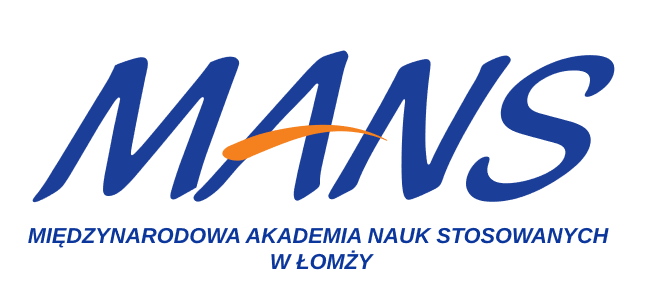 MANS
MIĘDZYNARODOWA AKADEMIA NAUK STOSOWANYCH
W ŁOMŻY